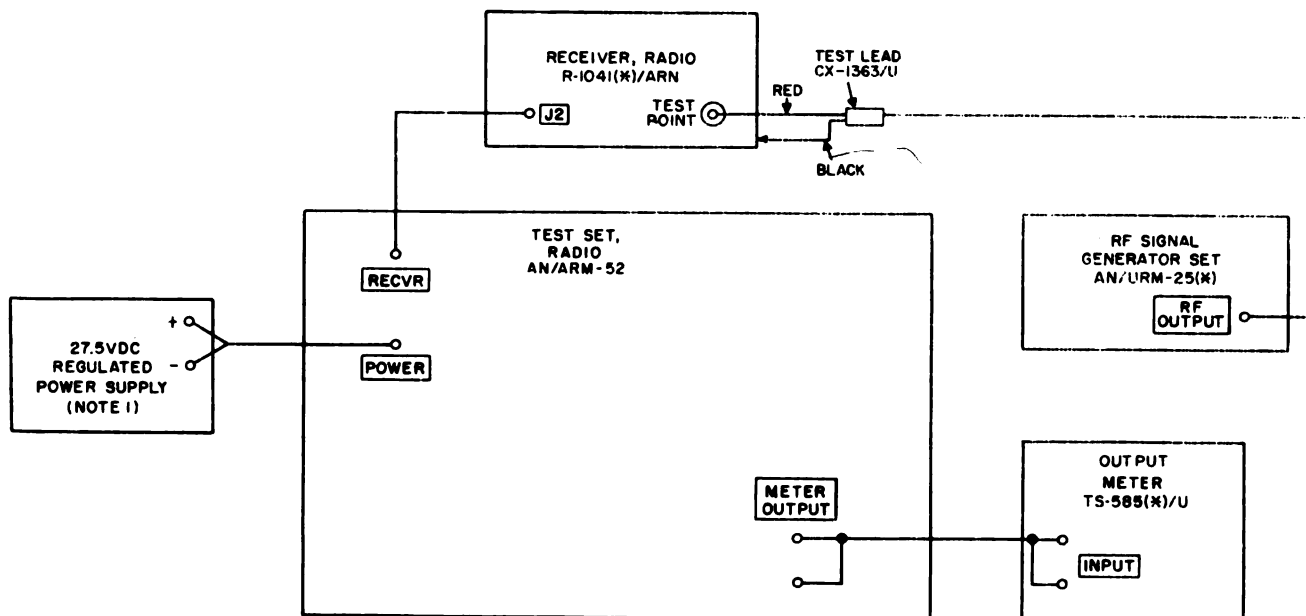 RECEIVER, RADIO
R-1041(*)/ARN
J2
TEST
POINT
RED
TEST LEAD
CX-1363/U
BLACK
TEST SET,
RADIO
AN/ARM-52
RECVR
POWER
+
-
27.5VDC
REGULATED
POWER SUPPLY
(NOTE 1)
METER
OUTPUT
RF SIGNAL
GENERATOR SET
AN/URM-25(*)
RF
OUTPUT
OUTPUT
METER
TS-585(*)/U
INPUT